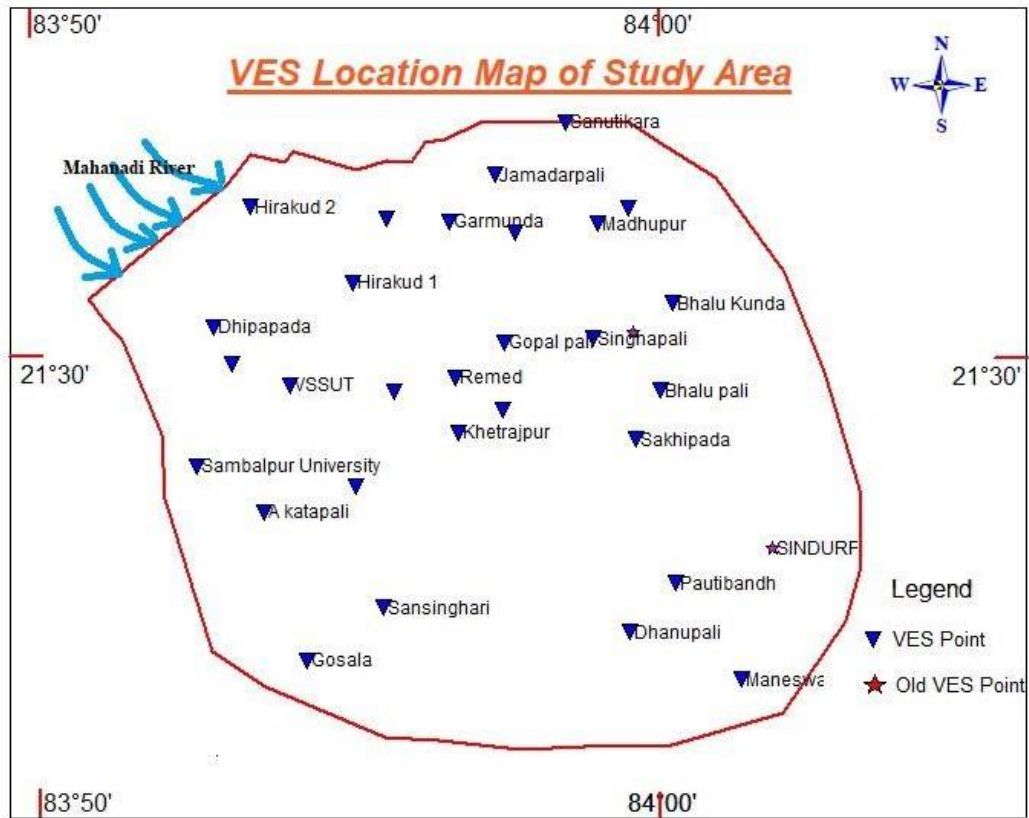 83°50'
84°00'
VES Location Map of Study Area
N
W
E
S
Sanutikara
Mahanadi River
Jamadarpali
Hirakud 2
Garmunda
Madhupur
Hirakud 1
Bhalu Kunda
Dhipapada
Gopal pali
Singhapali
21°30'
21°30'
VSSUT
Remed
Bhalu pali
Khetrajpur
Sakhipada
Sambalpur University
A katapali
SINDURF
Pautibandh
Legend
Sansinghari
Dhanupali
VES Point
Gosala
Maneswa
Old VES Point
83°50'
84°00'